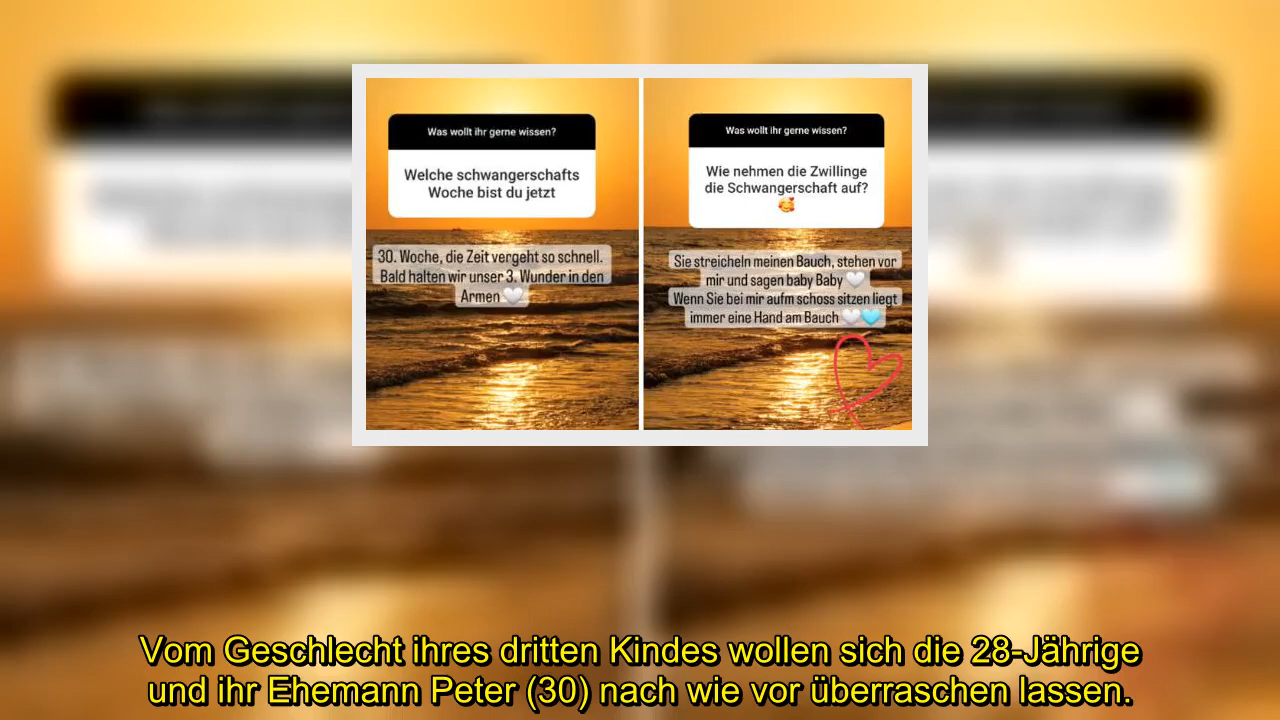 Was wollt ihr gerne wissen?
Welche schwangerschafts
Woche bist du jetzt
30. Woche, die Zeit vergeht so schnell.
Bald halten wir unser 3. Wunder in den
Armen 🤍
Was wollt ihr gerne wissen?
Wie nehmen die Zwillinge
die Schwangerschaft auf?
🥰
Sie streicheln meinen Bauch, stehen vor
mir und sagen baby Baby 🤍
Wenn Sie bei mir aufm schoss sitzen liegt
immer eine Hand am Bauch 🤍🩵
Vom Geschlecht ihres dritten Kindes wollen sich die 28-Jährige
und ihr Ehemann Peter (30) nach wie vor überraschen lassen.